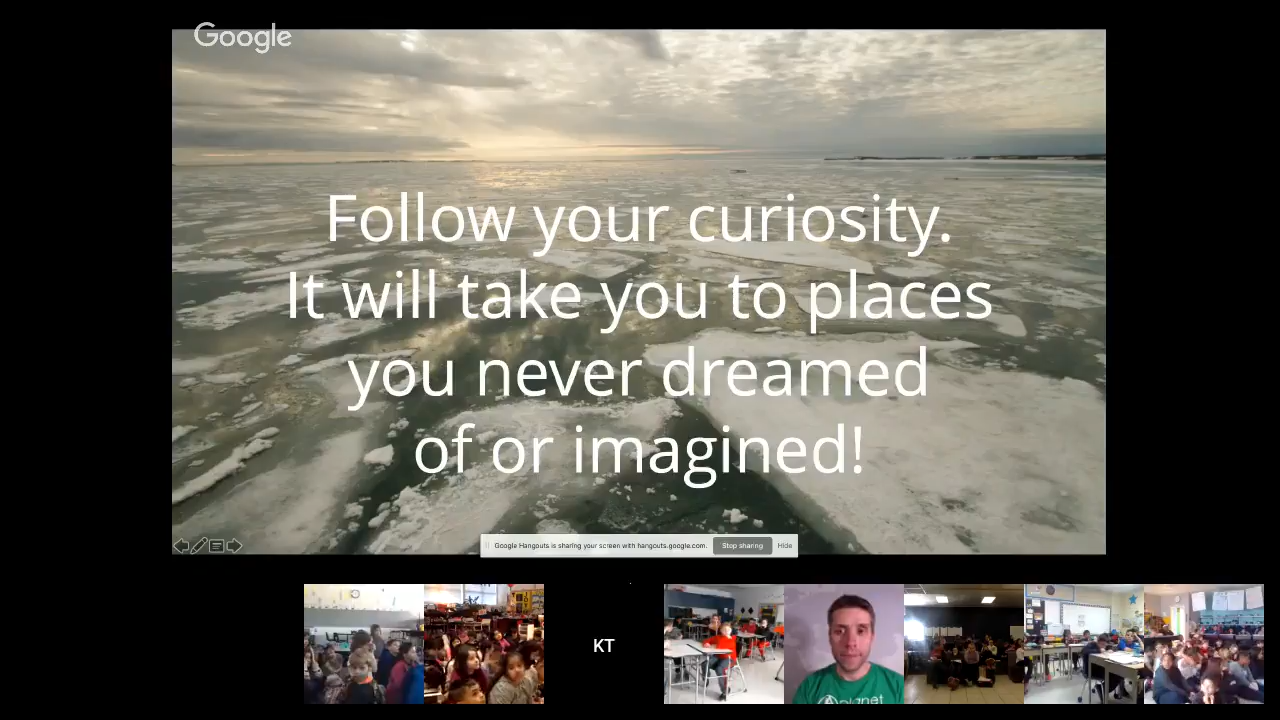 Google
Follow your curiosity.
It will take you to places
you never dreamed
of or imagined!
Google Hangouts is sharing your screen with hangouts.google.com. Stop sharing Hide
KT
planet